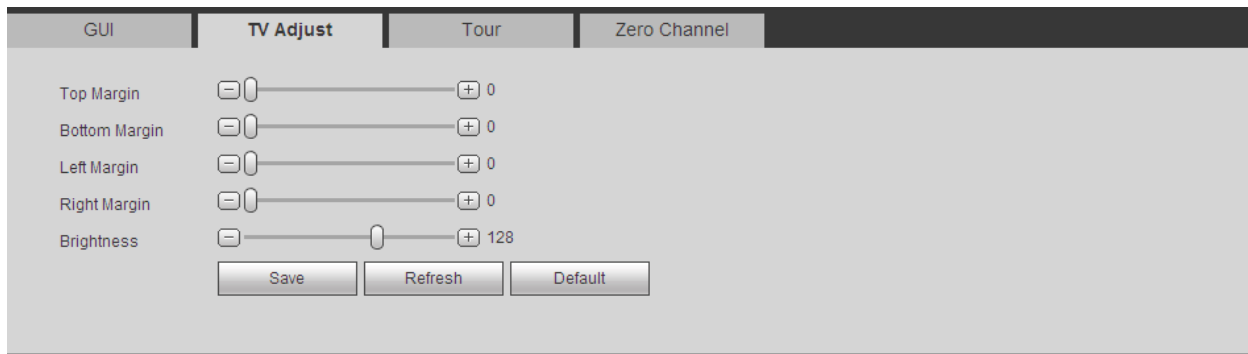 GUI TV Adjust Tour Zero Channel
Top Margin 0
Bottom Margin 0
Left Margin 0
Right Margin 0
Brightness 128
Save Refresh Default